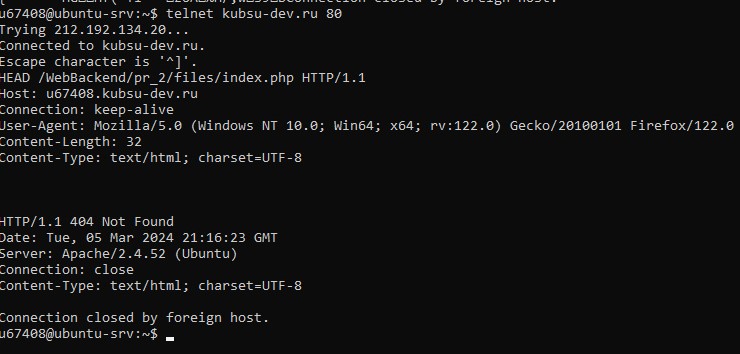 Connection closed by foreign host.
u67408@ubuntu-srv:~$ telnet kubsu-dev.ru 80
Trying 212.192.134.20...
Connected to kubsu-dev.ru.
Escape character is '^]'.
HEAD /WebBackend/pr_2/files/index.php HTTP/1.1
Host: u67408.kubsu-dev.ru
Connection: keep-alive
User-Agent: Mozilla/5.0 (Windows NT 10.0; Win64; x64; rv:122.0) Gecko/20100101 Firefox/122.0
Content-Length: 32
Content-Type: text/html; charset=UTF-8
HTTP/1.1 404 Not Found
Date: Tue, 05 Mar 2024 21:16:23 GMT
Server: Apache/2.4.52 (Ubuntu)
Connection: close
Content-Type: text/html; charset=UTF-8
Connection closed by foreign host.
u67408@ubuntu-srv:~$